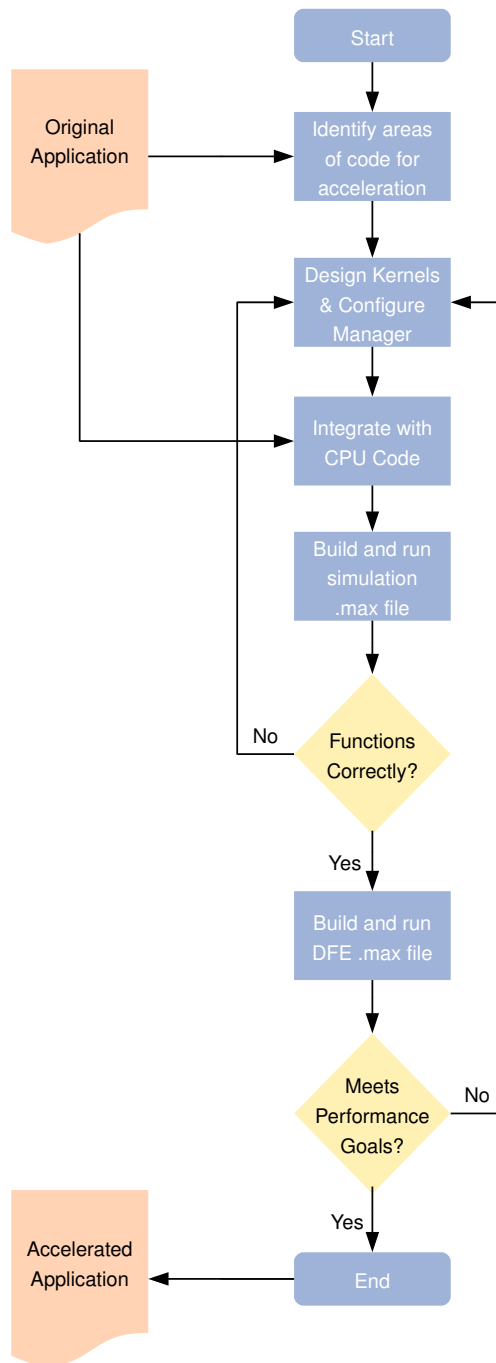 Start
Original
Application
Identify areas
of code for
acceleration
Design Kernels
& Configure
Manager
Integrate with
CPU Code
Build and run
simulation
.max file
No
Functions
Correctly?
Yes
Build and run
DFE .max file
Meets
Performance
Goals?
No
Yes
Accelerated
Application
End